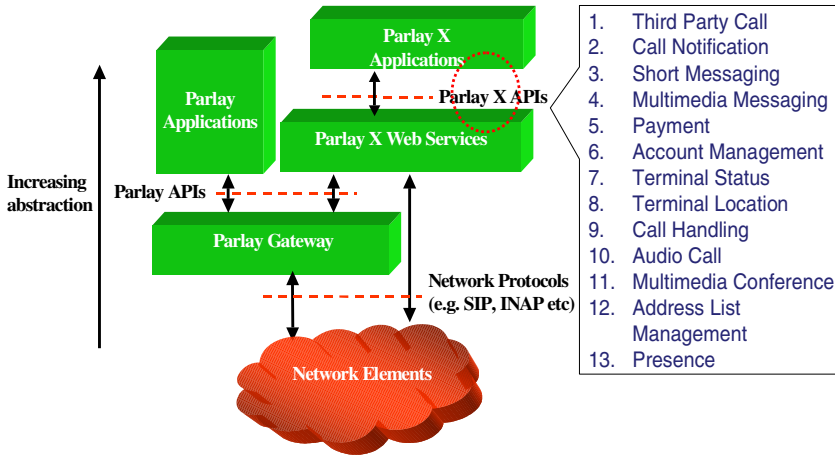 Parlay X
Applications
Parlay
Applications
Parlay X APIs
Parlay X Web Services
Increasing
abstraction
Parlay APIs
Parlay Gateway
Network Protocols
(e.g. SIP, INAP etc)
Network Elements
1. Third Party Call
2. Call Notification
3. Short Messaging
4. Multimedia Messaging
5. Payment
6. Account Management
7. Terminal Status
8. Terminal Location
9. Call Handling
10. Audio Call
11. Multimedia Conference
12. Address List
Management
13. Presence